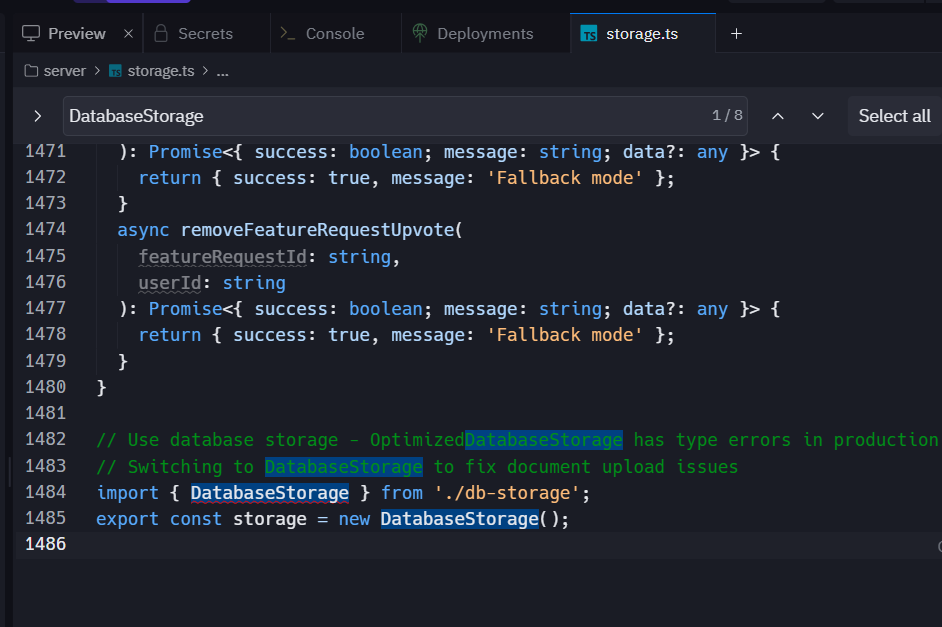 Preview × Secrets Console Deployments TS storage.ts +
server > TS storage.ts > ...
> DatabaseStorage 1 / 8 Select all
1471 ): Promise<{ success: boolean; message: string; data?: any }> {
1472 return { success: true, message: 'Fallback mode' };
1473 }
1474 async removeFeatureRequestUpvote(
1475 featureRequestId: string,
1476 userId: string
1477 ): Promise<{ success: boolean; message: string; data?: any }> {
1478 return { success: true, message: 'Fallback mode' };
1479 }
1480 }
1481
1482 // Use database storage - OptimizedDatabaseStorage has type errors in production
1483 // Switching to DatabaseStorage to fix document upload issues
1484 import { DatabaseStorage } from './db-storage';
1485 export const storage = new DatabaseStorage();
1486